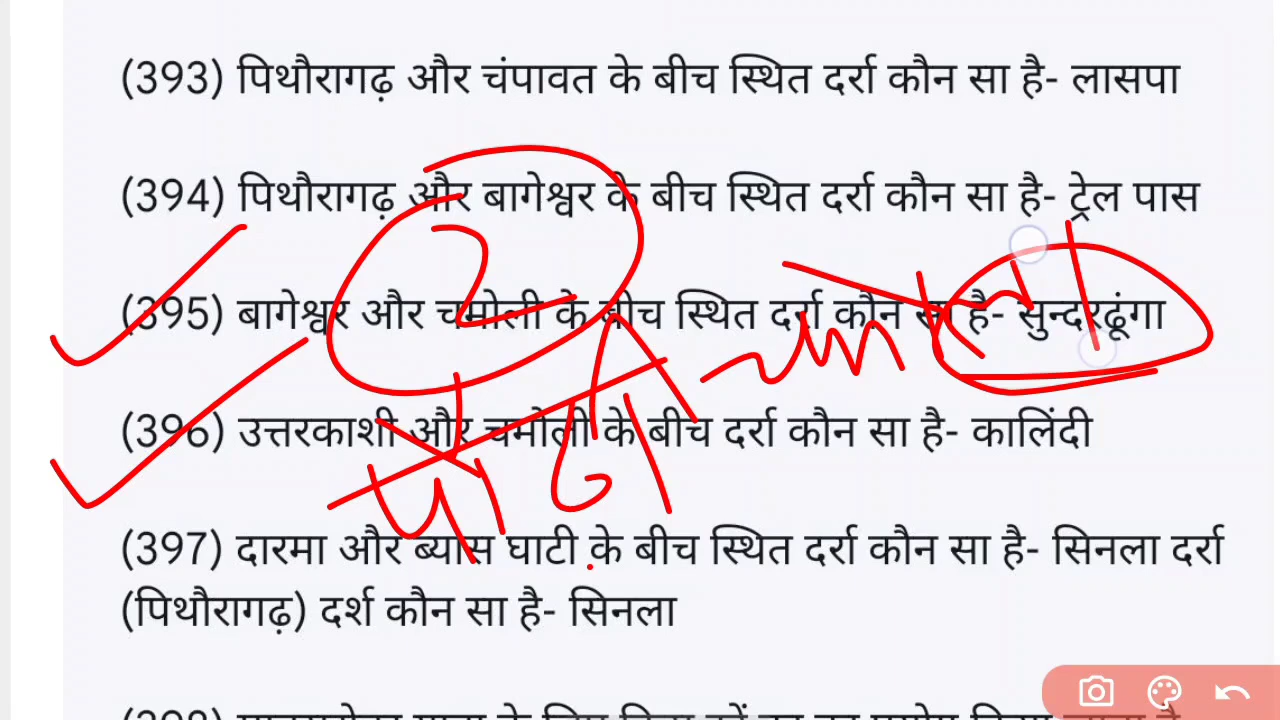 (393) पिथौरागढ़ और चंपावत के बीच स्थित दर्रा कौन सा है- लासपा
(394) पिथौरागढ़ और बागेश्वर के बीच स्थित दर्रा कौन सा है- ट्रेल पास
(395) बागेश्वर और चमोली के बीच स्थित दर्रा कौन सा है- सुन्दरढूंगा
2
(396) उत्तरकाशी और चमोली के बीच दर्रा कौन सा है- कालिंदी
(397) दारमा और ब्यास घाटी के बीच स्थित दर्रा कौन सा है- सिनला दर्रा
(पिथौरागढ़) दर्श कौन सा है- सिनला